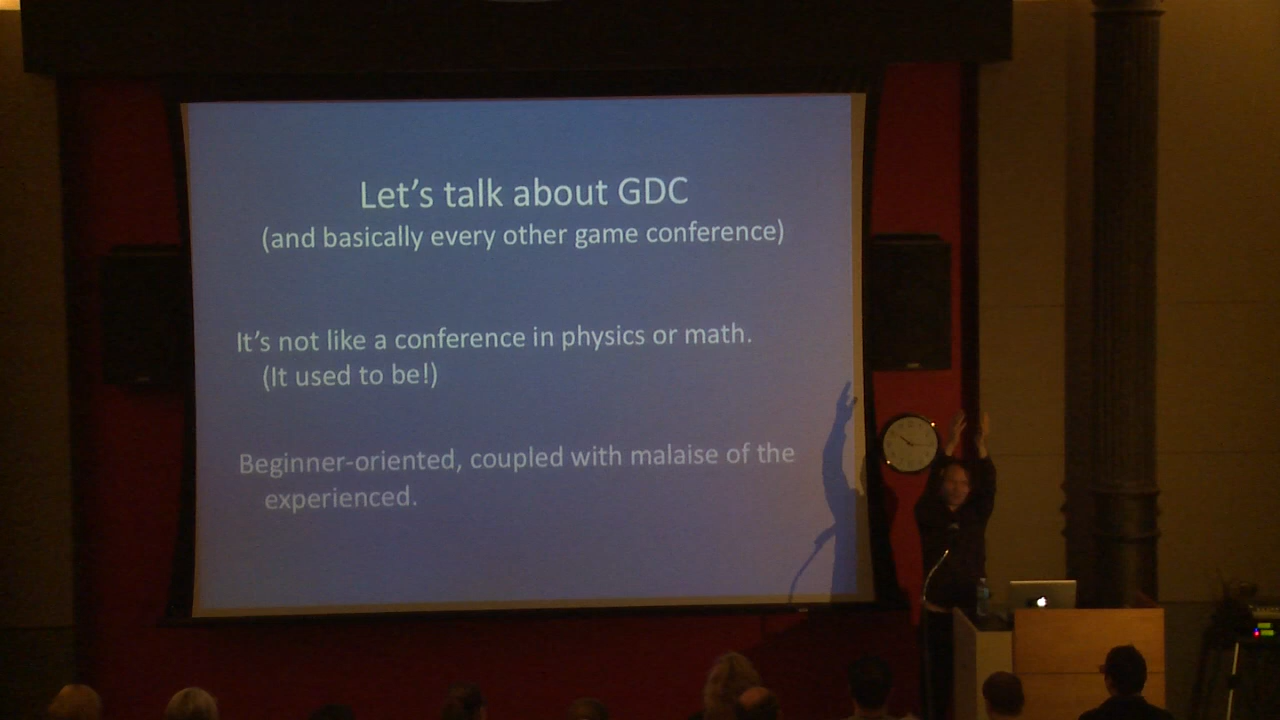 Let's talk about GDC
(and basically every other game conference)
It's not like a conference in physics or math.
(It used to be!)
Beginner-oriented, coupled with malaise of the
experienced.